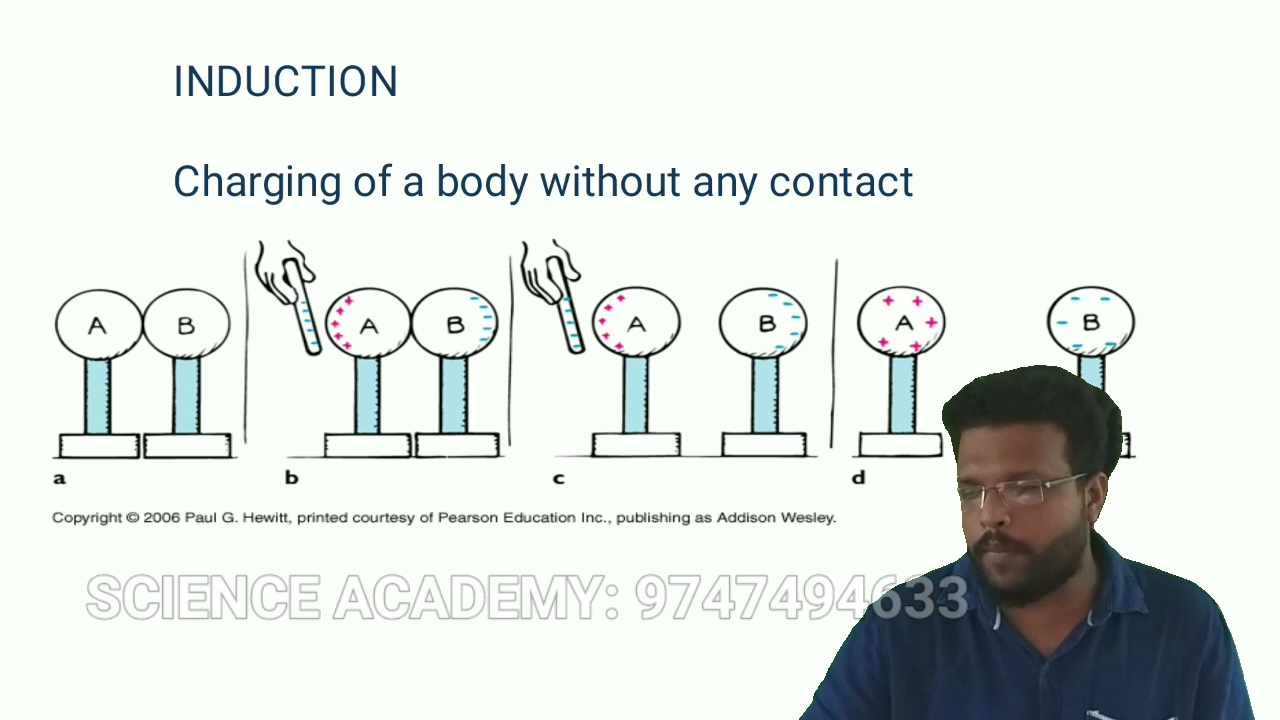 INDUCTION
Charging of a body without any contact
A B A B A B A B
a b c d
Copyright © 2006 Paul G. Hewitt, printed courtesy of Pearson Education Inc., publishing as Addison Wesley.
SCIENCE ACADEMY: 9747494633